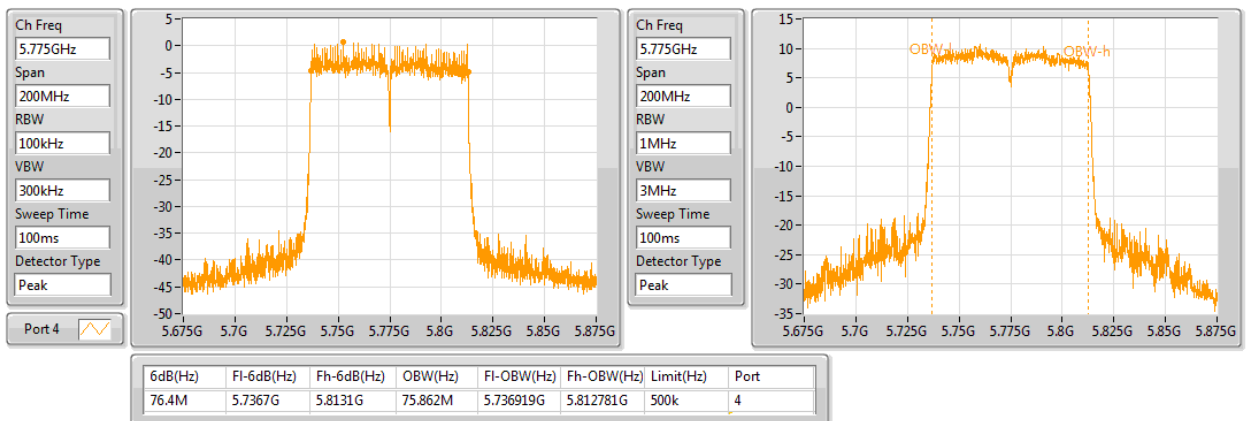 Ch Freq
5.775GHz
Span
200MHz
RBW
100kHz
VBW
300kHz
Sweep Time
100ms
Detector Type
Peak
Port 4
5
0
-5
-10
-15
-20
-25
-30
-35
-40
-45
-50
5.675G 5.7G 5.725G 5.75G 5.775G 5.8G 5.825G 5.85G 5.875G
Ch Freq
5.775GHz
Span
200MHz
RBW
1MHz
VBW
3MHz
Sweep Time
100ms
Detector Type
Peak
15
10
5
0
-5
-10
-15
-20
-25
-30
-35
OBW-h
5.675G 5.7G 5.725G 5.75G 5.775G 5.8G 5.825G 5.85G 5.875G
6dB(Hz) Fl-6dB(Hz) Fh-6dB(Hz) OBW(Hz) Fl-OBW(Hz) Fh-OBW(Hz) Limit(Hz) Port
76.4M 5.7367G 5.8131G 75.862M 5.736919G 5.812781G 500k 4